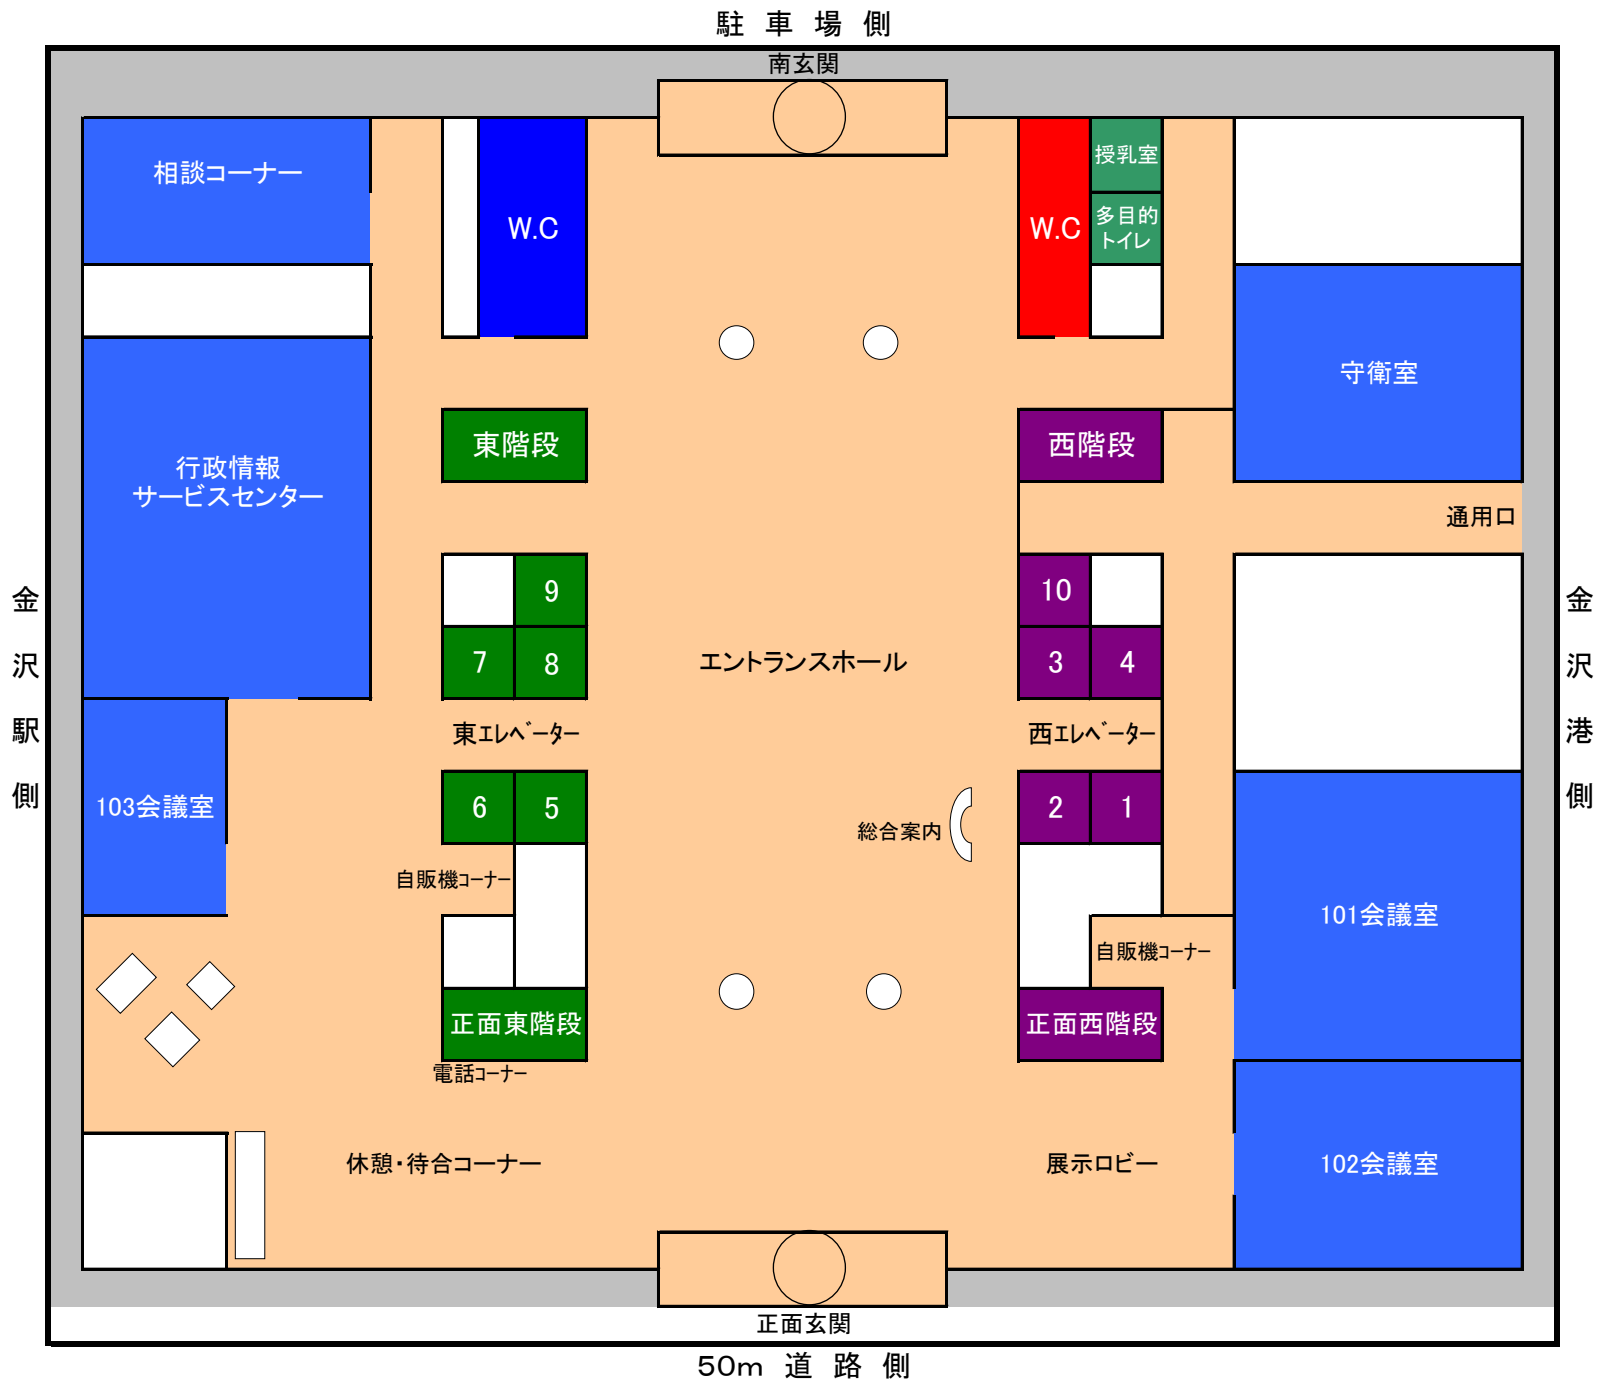 駐車場側
南玄関
相談コーナー
W.C
W.C
授乳室
多目的
トイレ
守衛室
東階段
西階段
行政情報
サービスセンター
通用口
9
10
7
8
3
4
エントランスホール
金沢駅側
金沢港側
東エレベーター
西エレベーター
103会議室
6
5
2
1
総合案内
自販機コーナー
101会議室
自販機コーナー
正面東階段
正面西階段
電話コーナー
休憩・待合コーナー
展示ロビー
102会議室
正面玄関
50m 道路側